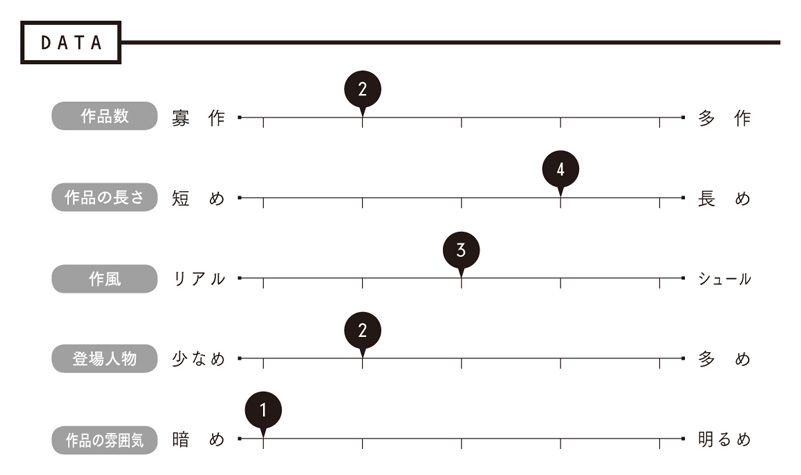 DATA
作品数 寡作 2 多作
作品の長さ 短め 4 長め
作風 リアル 3 シュール
登場人物 少なめ 2 多め
作品の雰囲気 暗め 1 明るめ